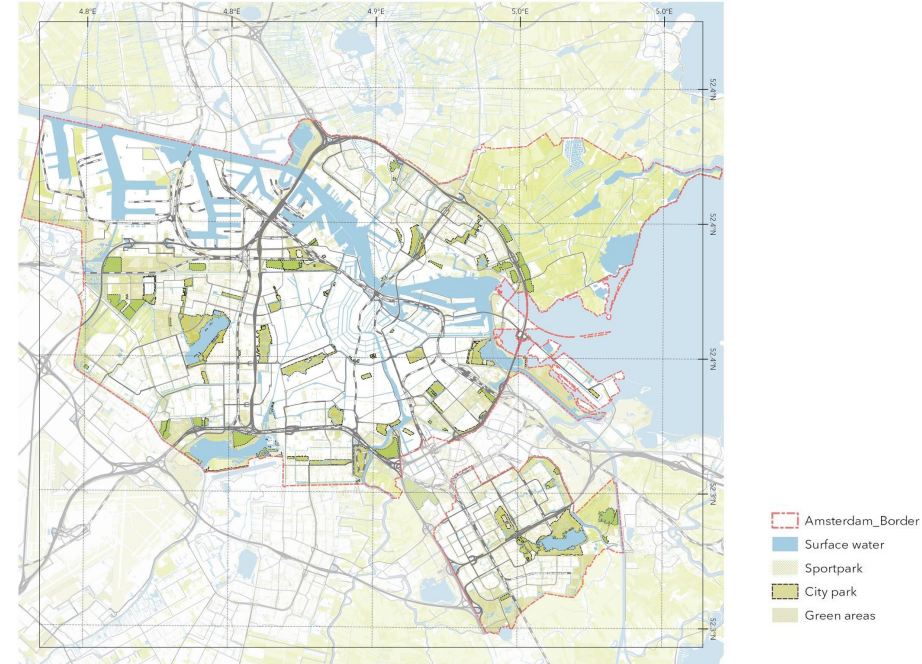 4.8°E 4.8°E 4.9°E 5.0°E 5.0°E
52.4°N
52.4°N
52.4°N
52.3°N
52.3°N
Amsterdam_Border
Surface water
Sportpark
City park
Green areas